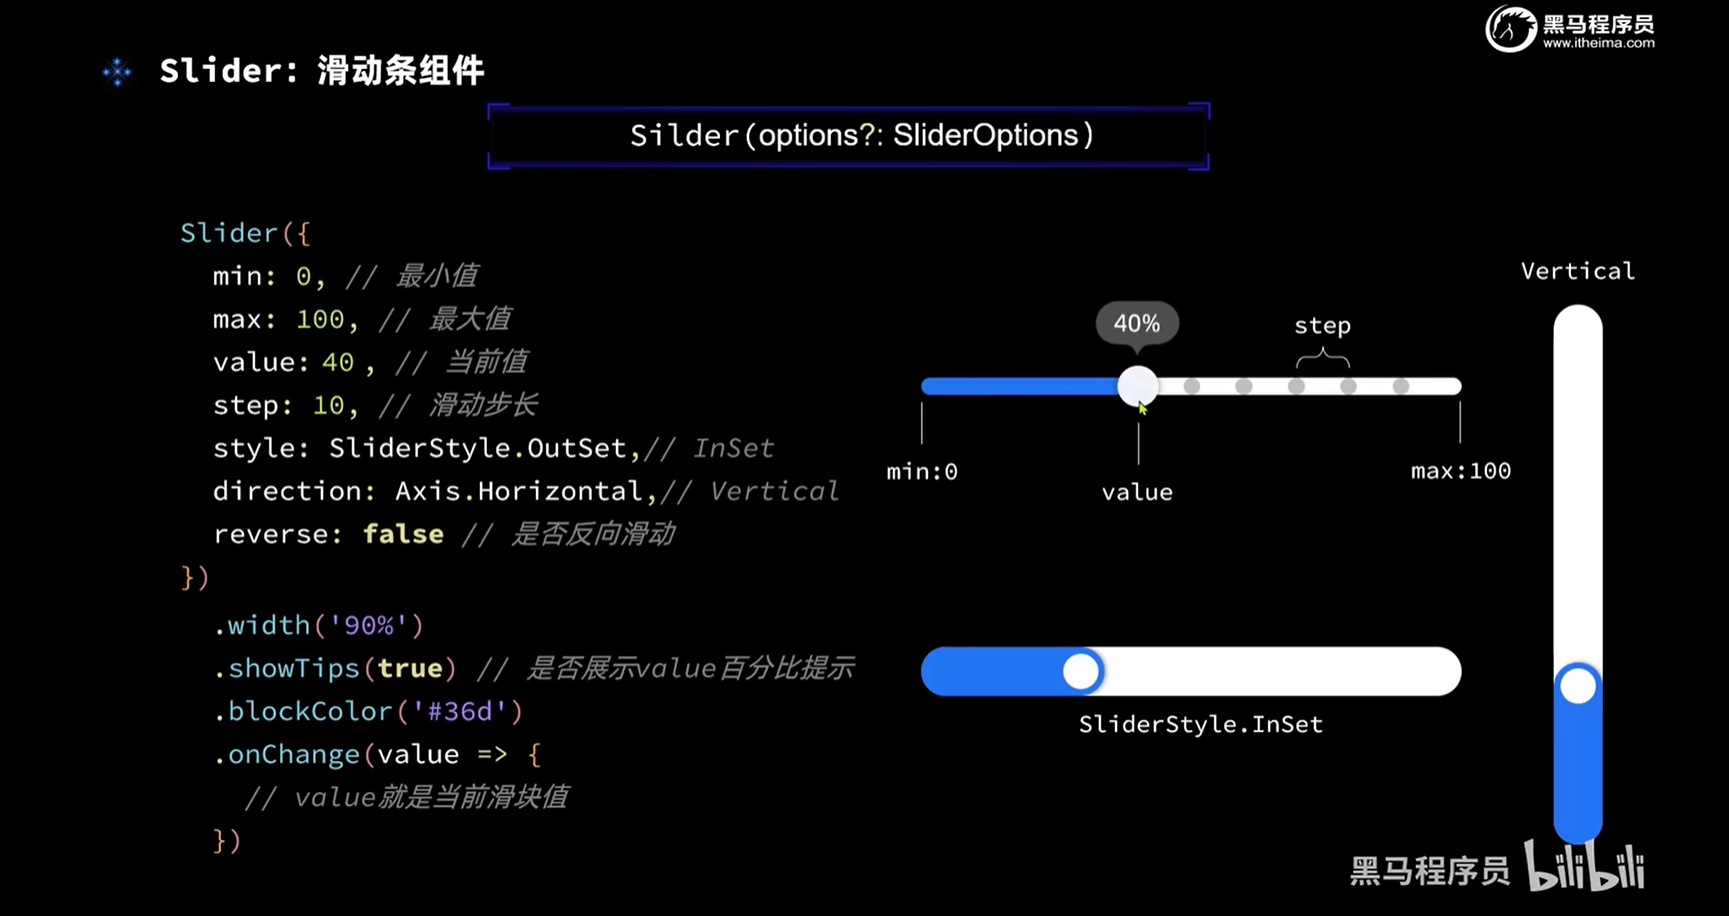 黑马程序员
www.itheima.com
Slider: 滑动条组件
Silder(options?: SliderOptions)
Slider({
min: 0, // 最小值
max: 100, // 最大值
value: 40 , // 当前值
step: 10, // 滑动步长
style: SliderStyle.OutSet,// InSet
direction: Axis.Horizontal,// Vertical
reverse: false // 是否反向滑动
})
.width('90%')
.showTips(true) // 是否展示value百分比提示
.blockColor('#36d')
.onChange(value => {
// value就是当前滑块值
})
40%
step
min:0
value
max:100
SliderStyle.InSet
Vertical
黑马程序员 bilibili